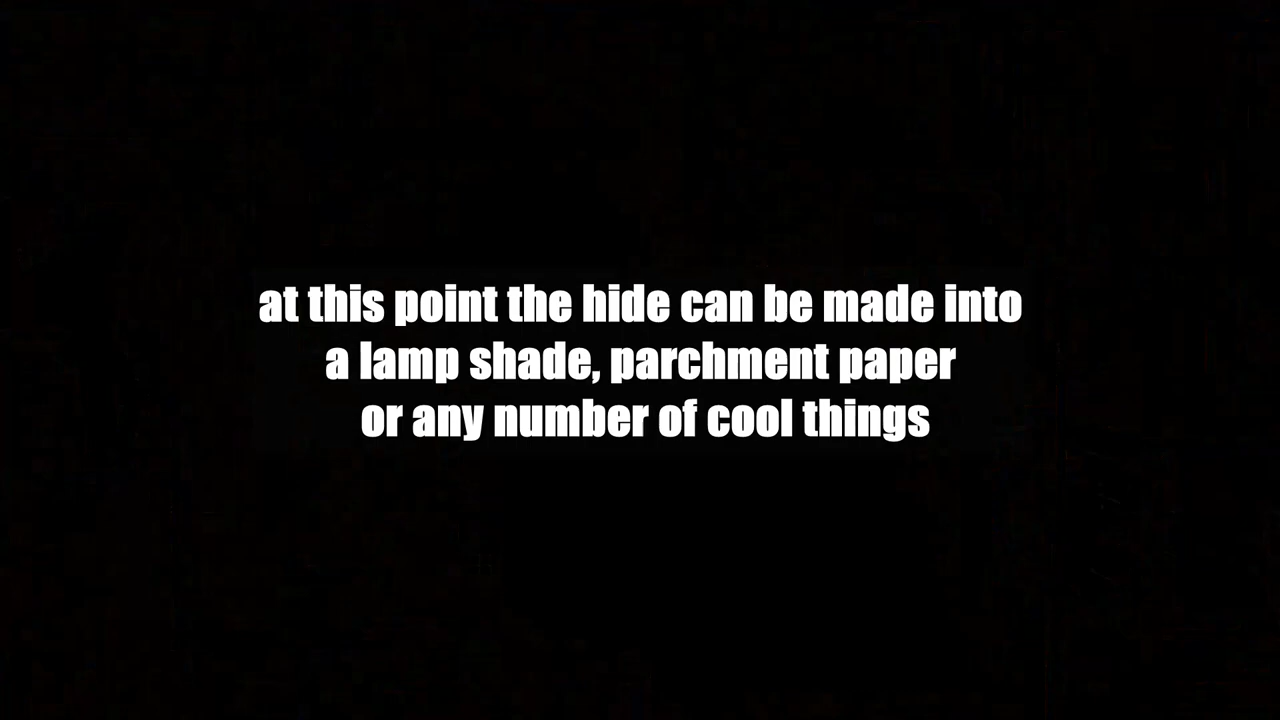 at this point the hide can be made into
a lamp shade, parchment paper
or any number of cool things